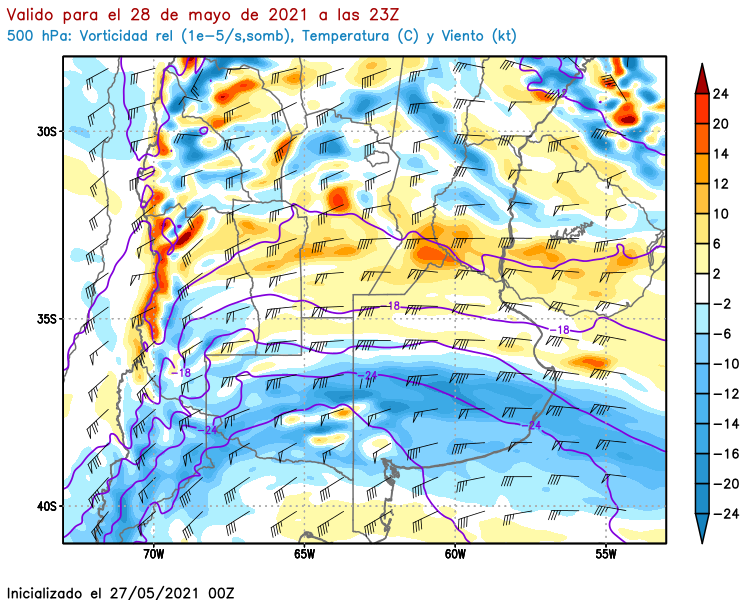 Valido para el 28 de mayo de 2021 a las 23Z
500 hPa: Vorticidad rel (1e-5/s,somb), Temperatura (C) y Viento (kt)
24
20
30S
16
14
12
10
6
2
-2
18
35S
-18
-6
-18
-24
-10
-24
-24
-14
-16
-20
40S
-24
70W
65W
60W
55W
Inicializado el 27/05/2021 00Z